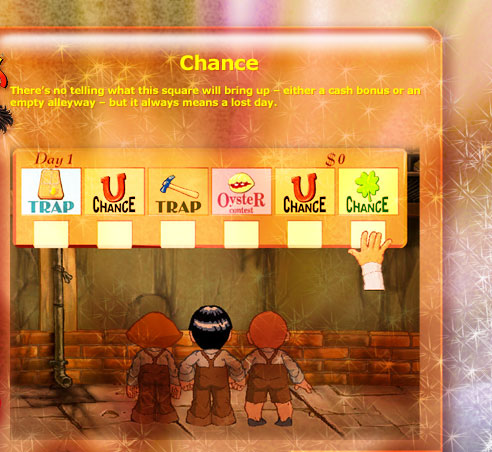 Chance
There's no telling what this square will bring up – either a cash bonus or an
empty alleyway – but it always means a lost day.
Day 1 $0
TRAP CHANCE TRAP OysteR contest CHANCE CHANCE